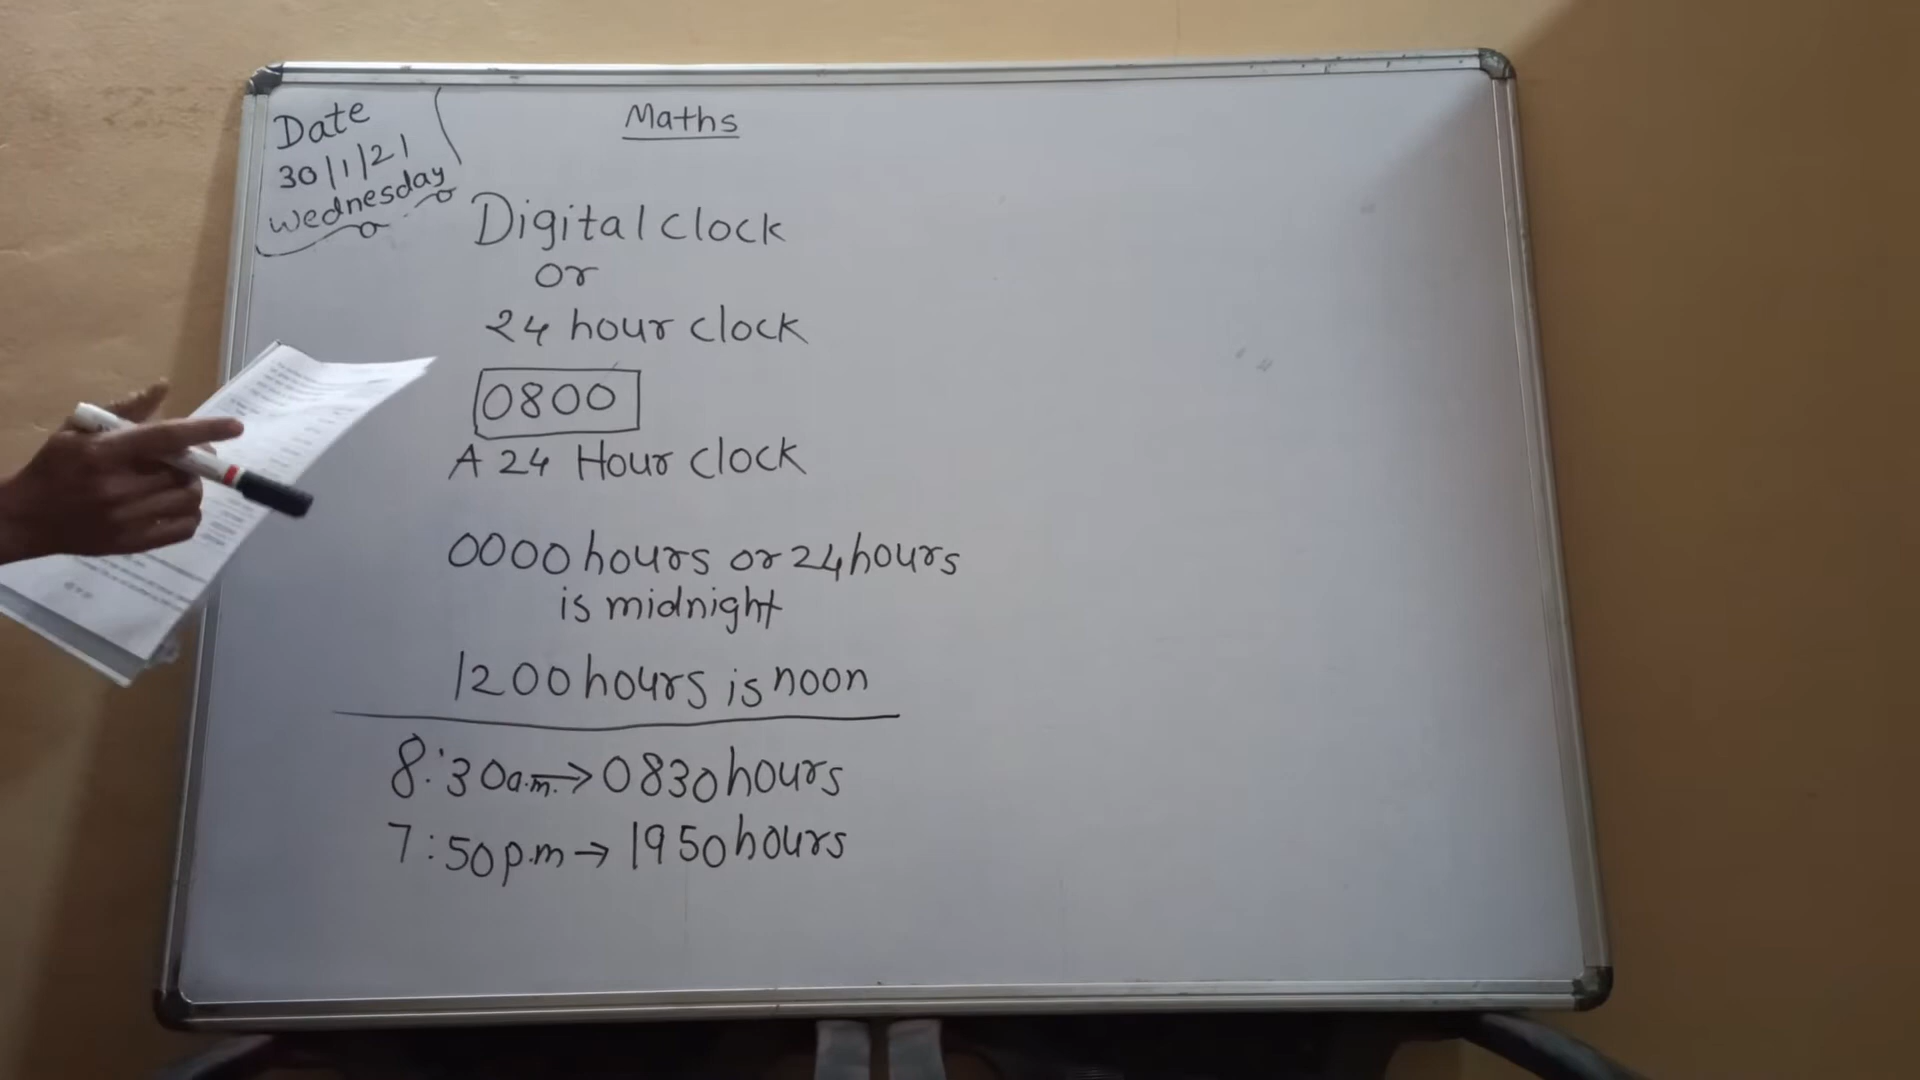 Date
30/1/21
Wednesday
Maths
Digital clock
or
24 hour clock
0800
A 24 Hour clock
0000 hours or 24 hours
is midnight
1200 hours is noon
8:30a.m. → 0830 hours
7:50p.m → 1950 hours